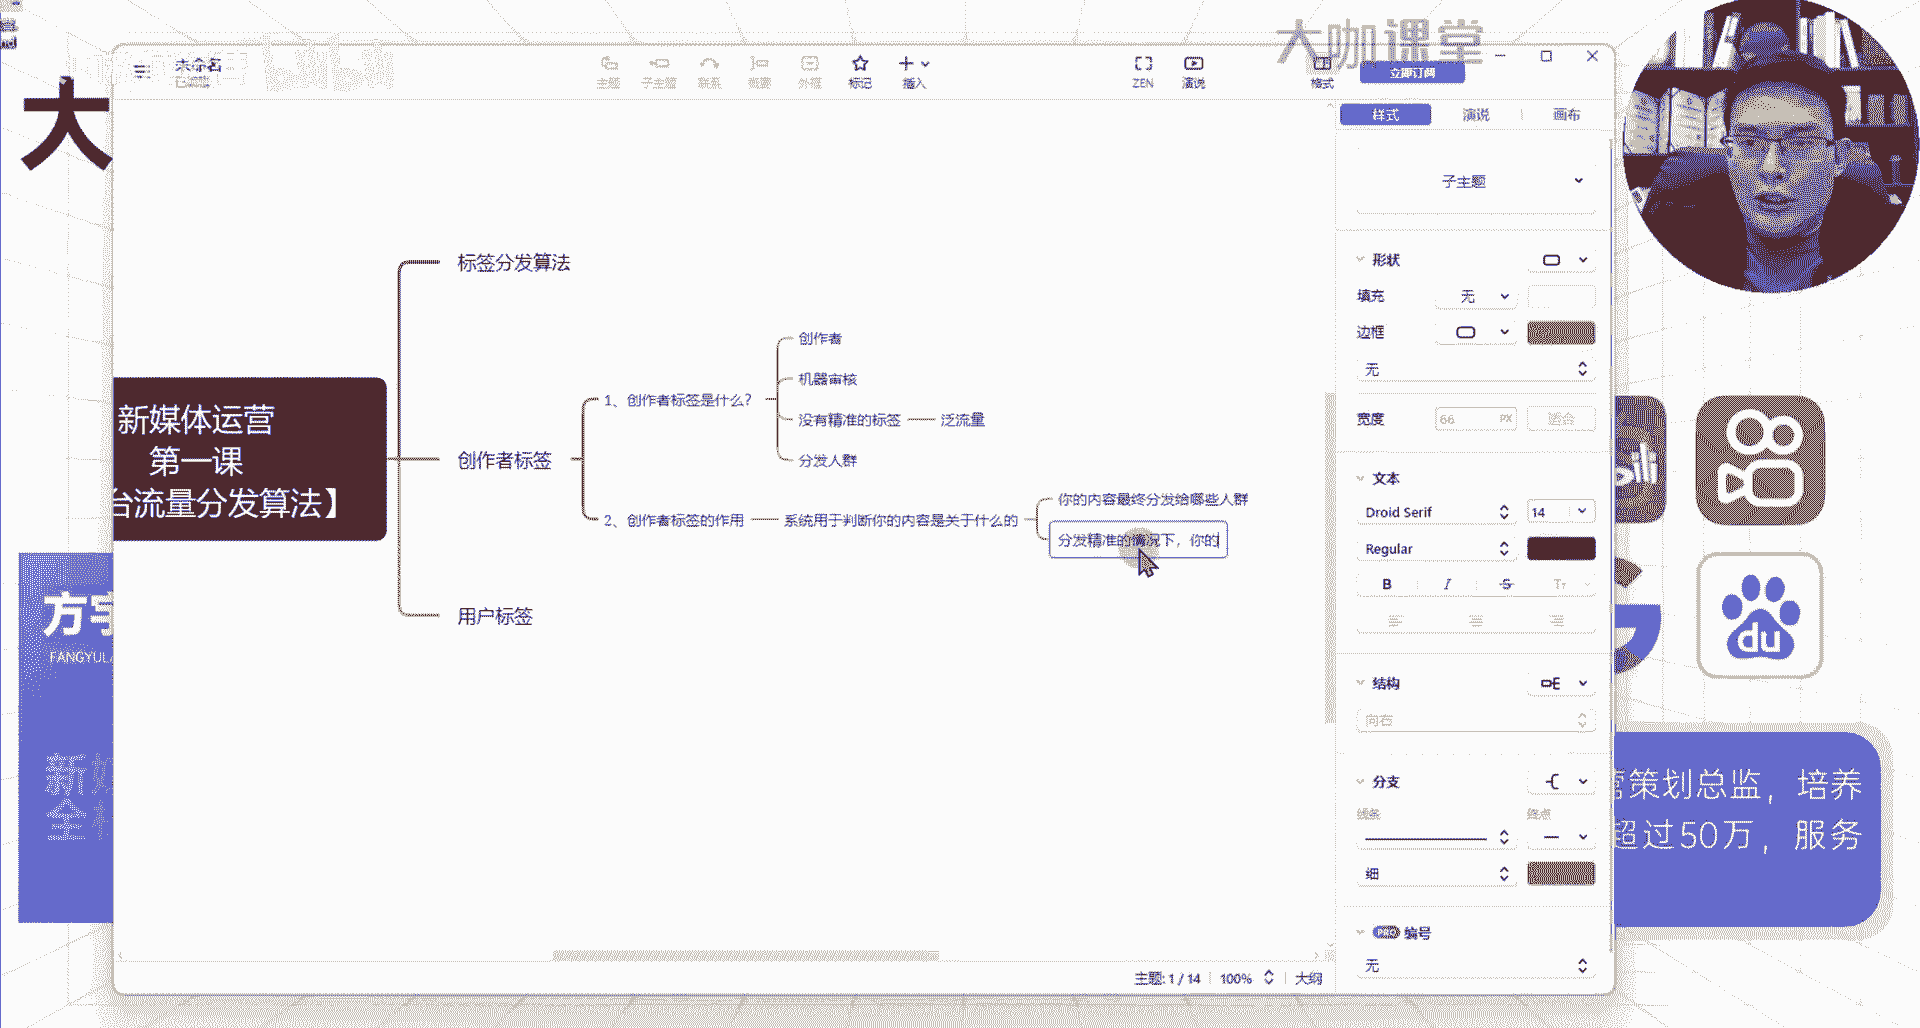 大咖课堂
未命名
已编辑
主题
子主题
联系
概要
外框
标记
插入
ZEN
演说
格式
立即订阅
大
样式
演说
画布
子主题
标签分发算法
形状
填充
无
边框
无
创作者
机器审核
1、创作者标签是什么?
没有精准的标签
泛流量
分发人群
宽度
66
PX
适合
新媒体运营
第一课
台流量分发算法】
创作者标签
2、创作者标签的作用
系统用于判断你的内容是关于什么的
你的内容最终分发给哪些人群
分发精准的情况下，你的
文本
Droid Serif
14
Regular
B
I
S
Tт
用户标签
方宇
FANGYUL
du
结构
向右
新媒
全
分支
线条
终点
细
营策划总监，培养
超过50万，服务
PRO
编号
无
主题: 1 / 14
100%
大纲